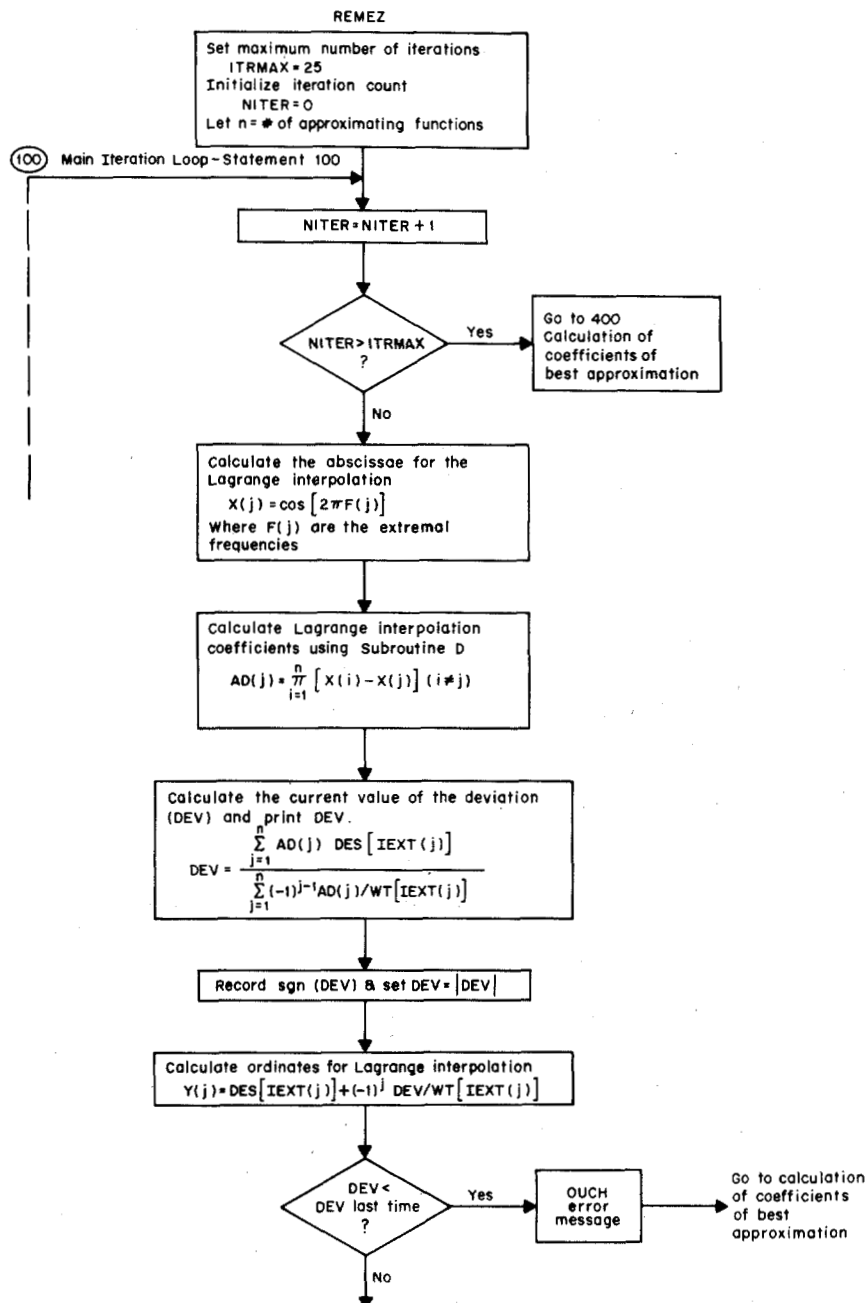 REMEZ
Set maximum number of iterations
ITRMAX = 25
Initialize iteration count
NITER = 0
Let n = # of approximating functions
100 Main Iteration Loop-Statement 100
NITER = NITER + 1
NITER > ITRMAX
?
Yes
Go to 400
Calculation of
coefficients of
best approximation
No
Calculate the abscissae for the
Lagrange interpolation
X(j) = cos [2πF(j)]
Where F(j) are the extremal
frequencies
Calculate Lagrange interpolation
coefficients using Subroutine D
n
AD(j) = π [X(i) - X(j)] (i≠j)
i=1
Calculate the current value of the deviation
(DEV) and print DEV.
n
∑ AD(j) DES [IEXT(j)]
j=1
DEV =
n
∑ (-1)^{j-1} AD(j)/WT[IEXT(j)]
j=1
Record sgn (DEV) & set DEV = |DEV|
Calculate ordinates for Lagrange interpolation
Y(j) = DES[IEXT(j)] + (-1)^j DEV/WT[IEXT(j)]
DEV <
DEV last time
?
Yes
OUCH
error
message
Go to calculation
of coefficients
of best
approximation
No